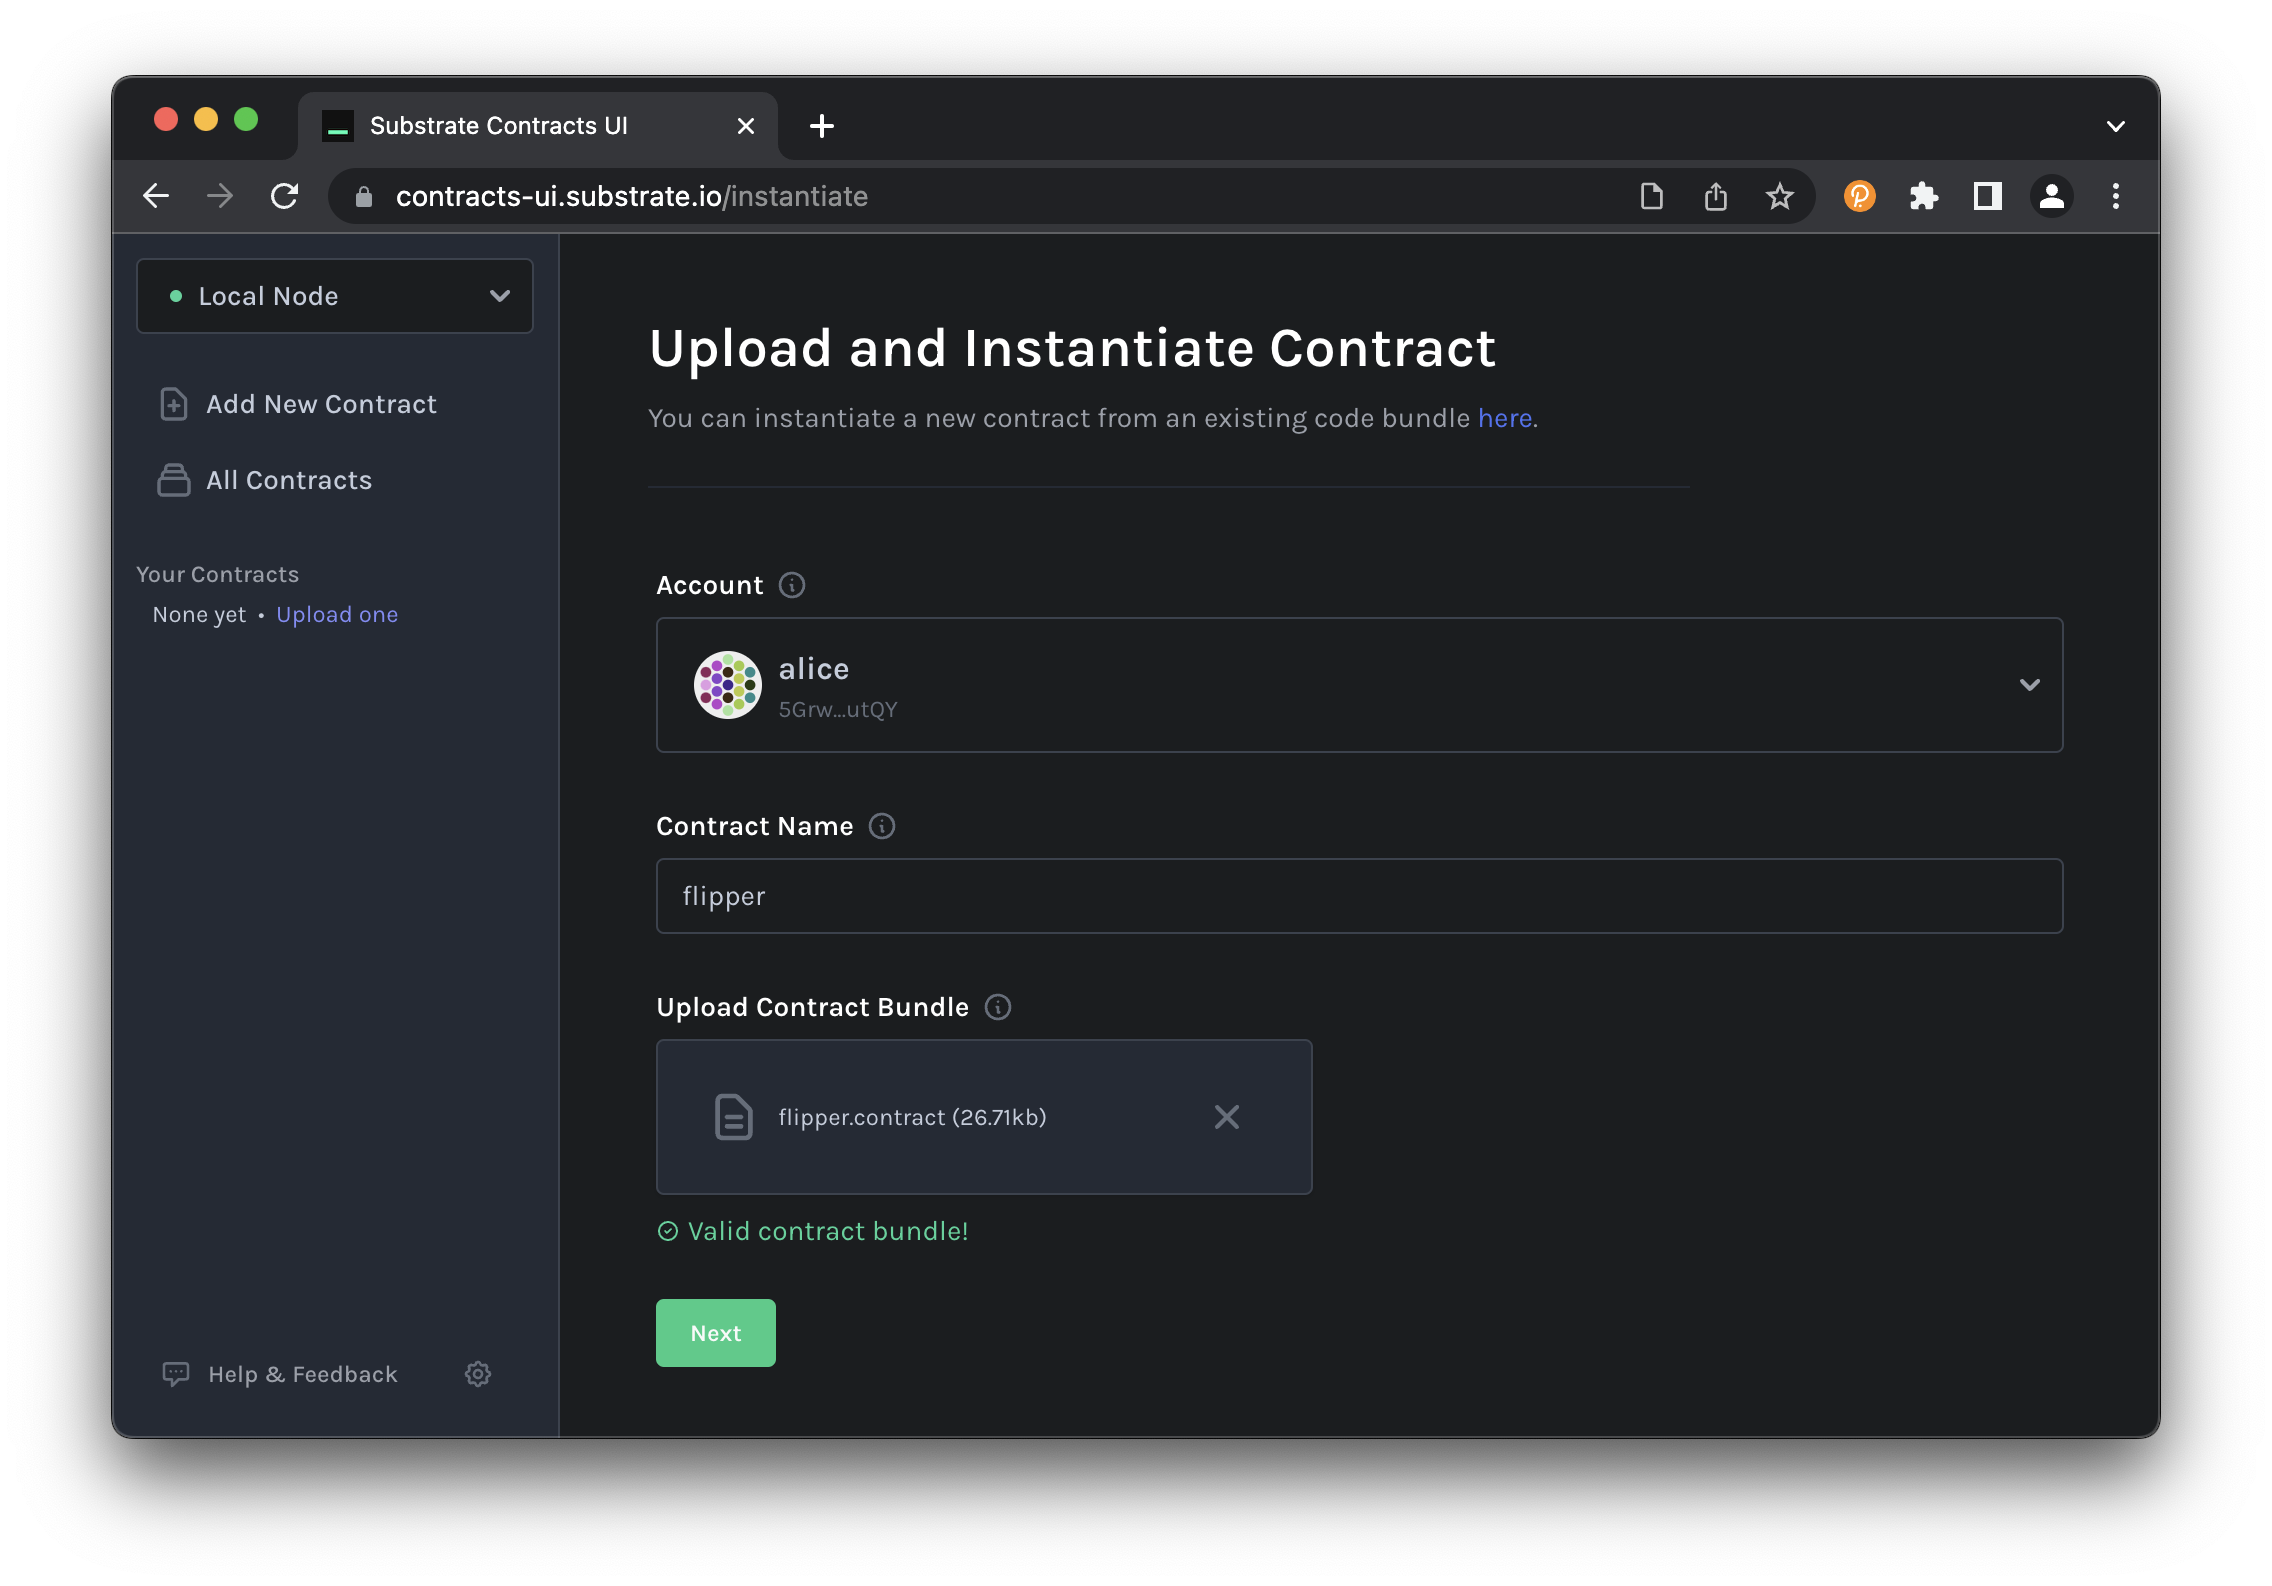 Substrate Contracts UI
contracts-ui.substrate.io/instantiate
Local Node
Add New Contract
All Contracts
Your Contracts
None yet • Upload one
Help & Feedback
Upload and Instantiate Contract
You can instantiate a new contract from an existing code bundle here.
Account
alice
5Grw...utQY
Contract Name
flipper
Upload Contract Bundle
flipper.contract (26.71kb)
Valid contract bundle!
Next